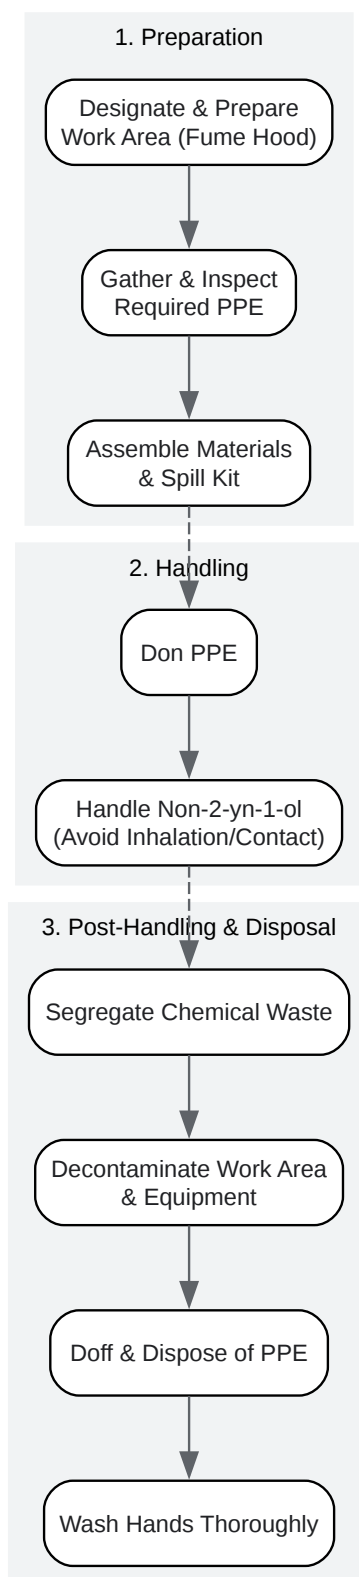 1. Preparation
Designate & Prepare
Work Area (Fume Hood)
Gather & Inspect
Required PPE
Assemble Materials
& Spill Kit
2. Handling
Don PPE
Handle Non-2-yn-1-ol
(Avoid Inhalation/Contact)
3. Post-Handling & Disposal
Segregate Chemical Waste
Decontaminate Work Area
& Equipment
Doff & Dispose of PPE
Wash Hands Thoroughly